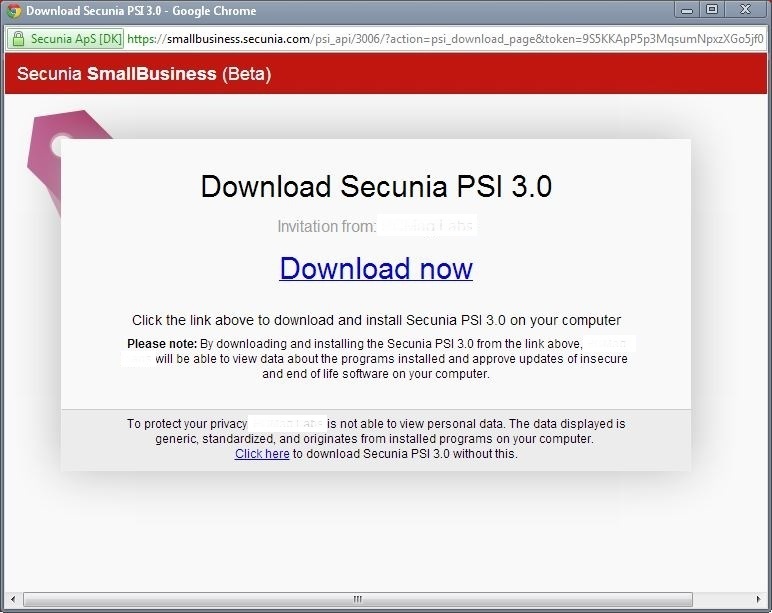 Download Secunia PSI 3.0 - Google Chrome
Secunia ApS [DK] https://smallbusiness.secunia.com/psi_api/3006/?action=psi_download_page&token=9S5KKApP5p3MqsumNpxzXGo5jf0
Secunia SmallBusiness (Beta)
Download Secunia PSI 3.0
Invitation from:
Download now
Click the link above to download and install Secunia PSI 3.0 on your computer
Please note: By downloading and installing the Secunia PSI 3.0 from the link above,
will be able to view data about the programs installed and approve updates of insecure
and end of life software on your computer.
To protect your privacy is not able to view personal data. The data displayed is
generic, standardized, and originates from installed programs on your computer.
Click here to download Secunia PSI 3.0 without this.